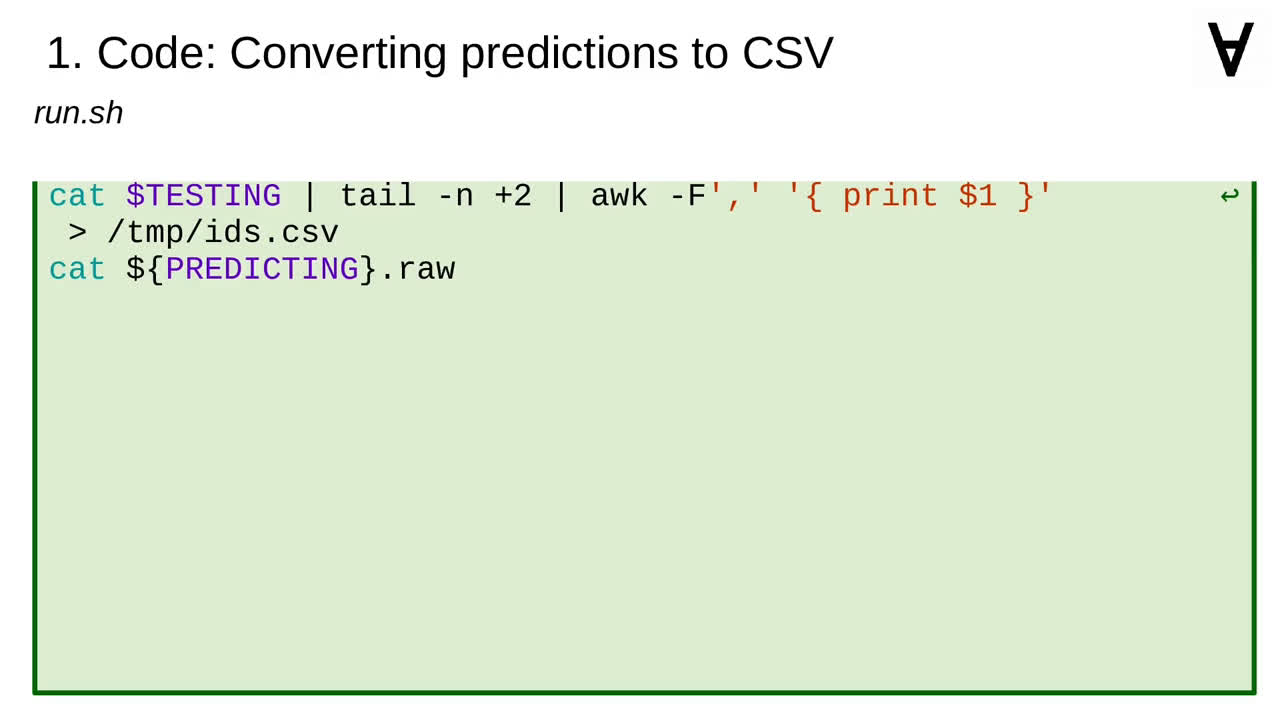 1. Code: Converting predictions to CSV
∀
run.sh
cat $TESTING | tail -n +2 | awk -F',' '{ print $1 }' ↩
 > /tmp/ids.csv
cat ${PREDICTING}.raw